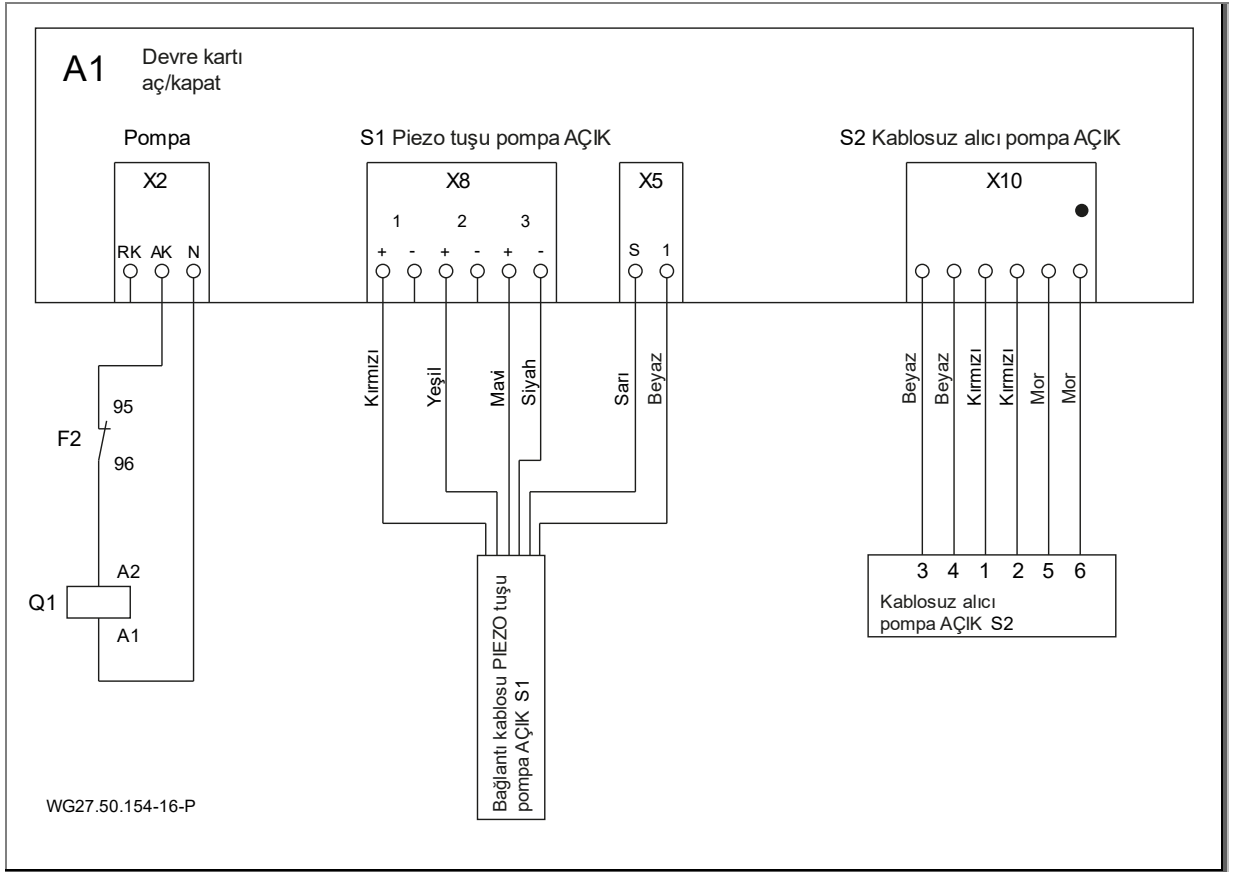 A1
Devre kartı
aç/kapat
Pompa
S1 Piezo tuşu pompa AÇIK
S2 Kablosuz alıcı pompa AÇIK
X2
X8
X5
X10
1 2 3
RK AK N
+ - + - + -
S 1
Kırmızı
Yeşil
Mavi
Siyah
Sarı
Beyaz
Beyaz
Beyaz
Kırmızı
Kırmızı
Mor
Mor
95
F2
96
A2
Q1
A1
Bağlantı kablosu PIEZO tuşu
pompa AÇIK S1
3 4 1 2 5 6
Kablosuz alıcı
pompa AÇIK S2
WG27.50.154-16-P